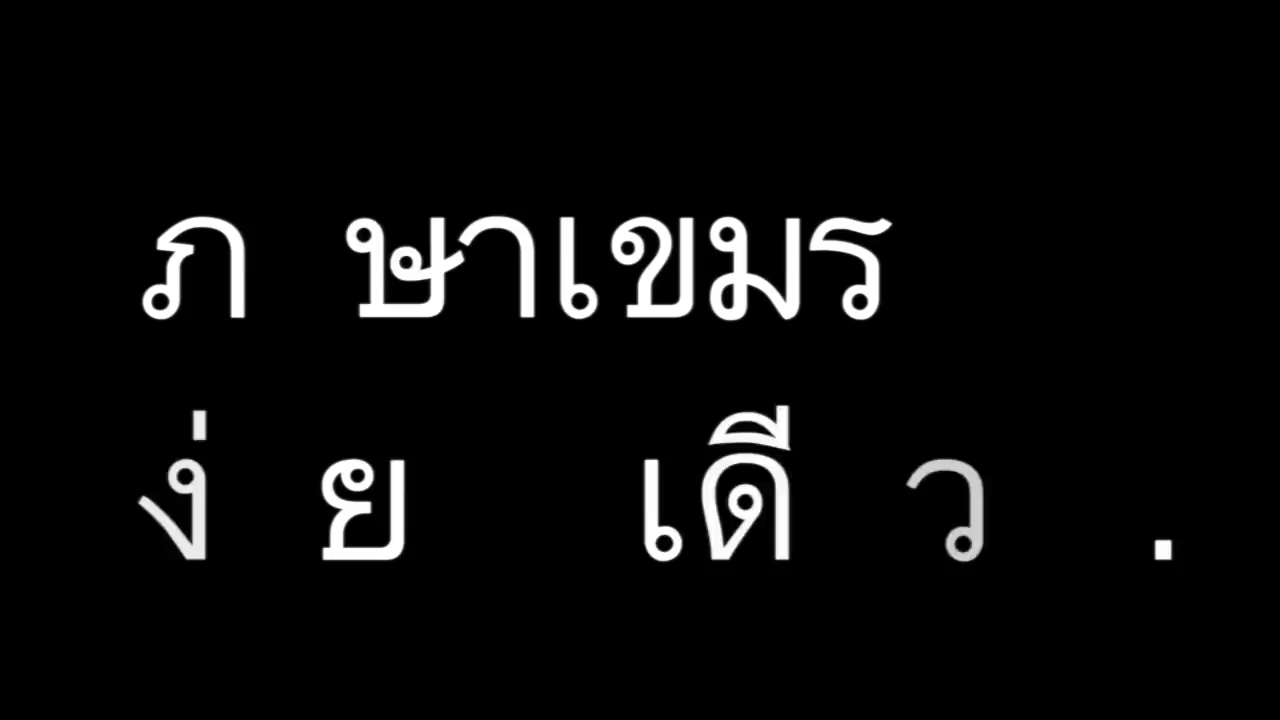 ภ ษาเขมร
ง่ ย เดี ว .